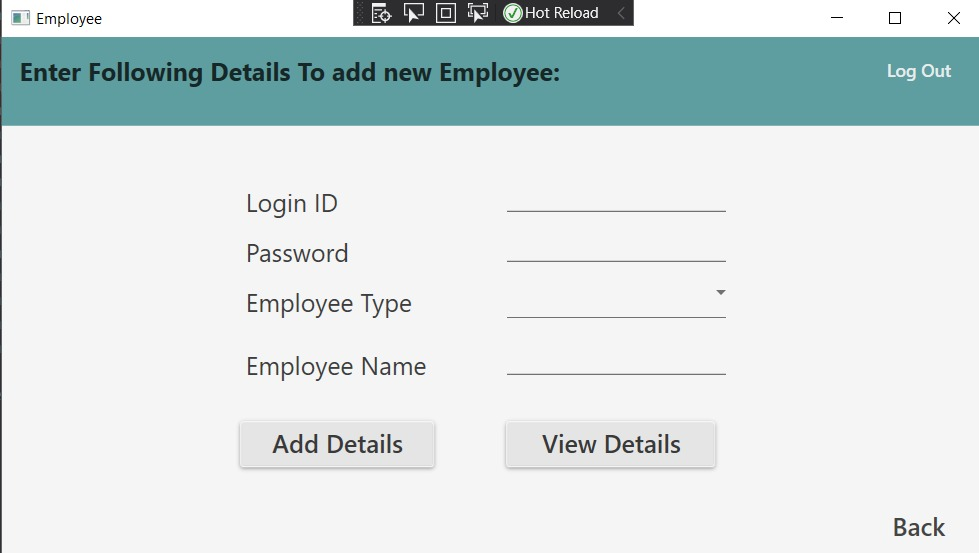 Employee
Hot Reload
Enter Following Details To add new Employee:
Log Out
Login ID
Password
Employee Type
Employee Name
Add Details
View Details
Back